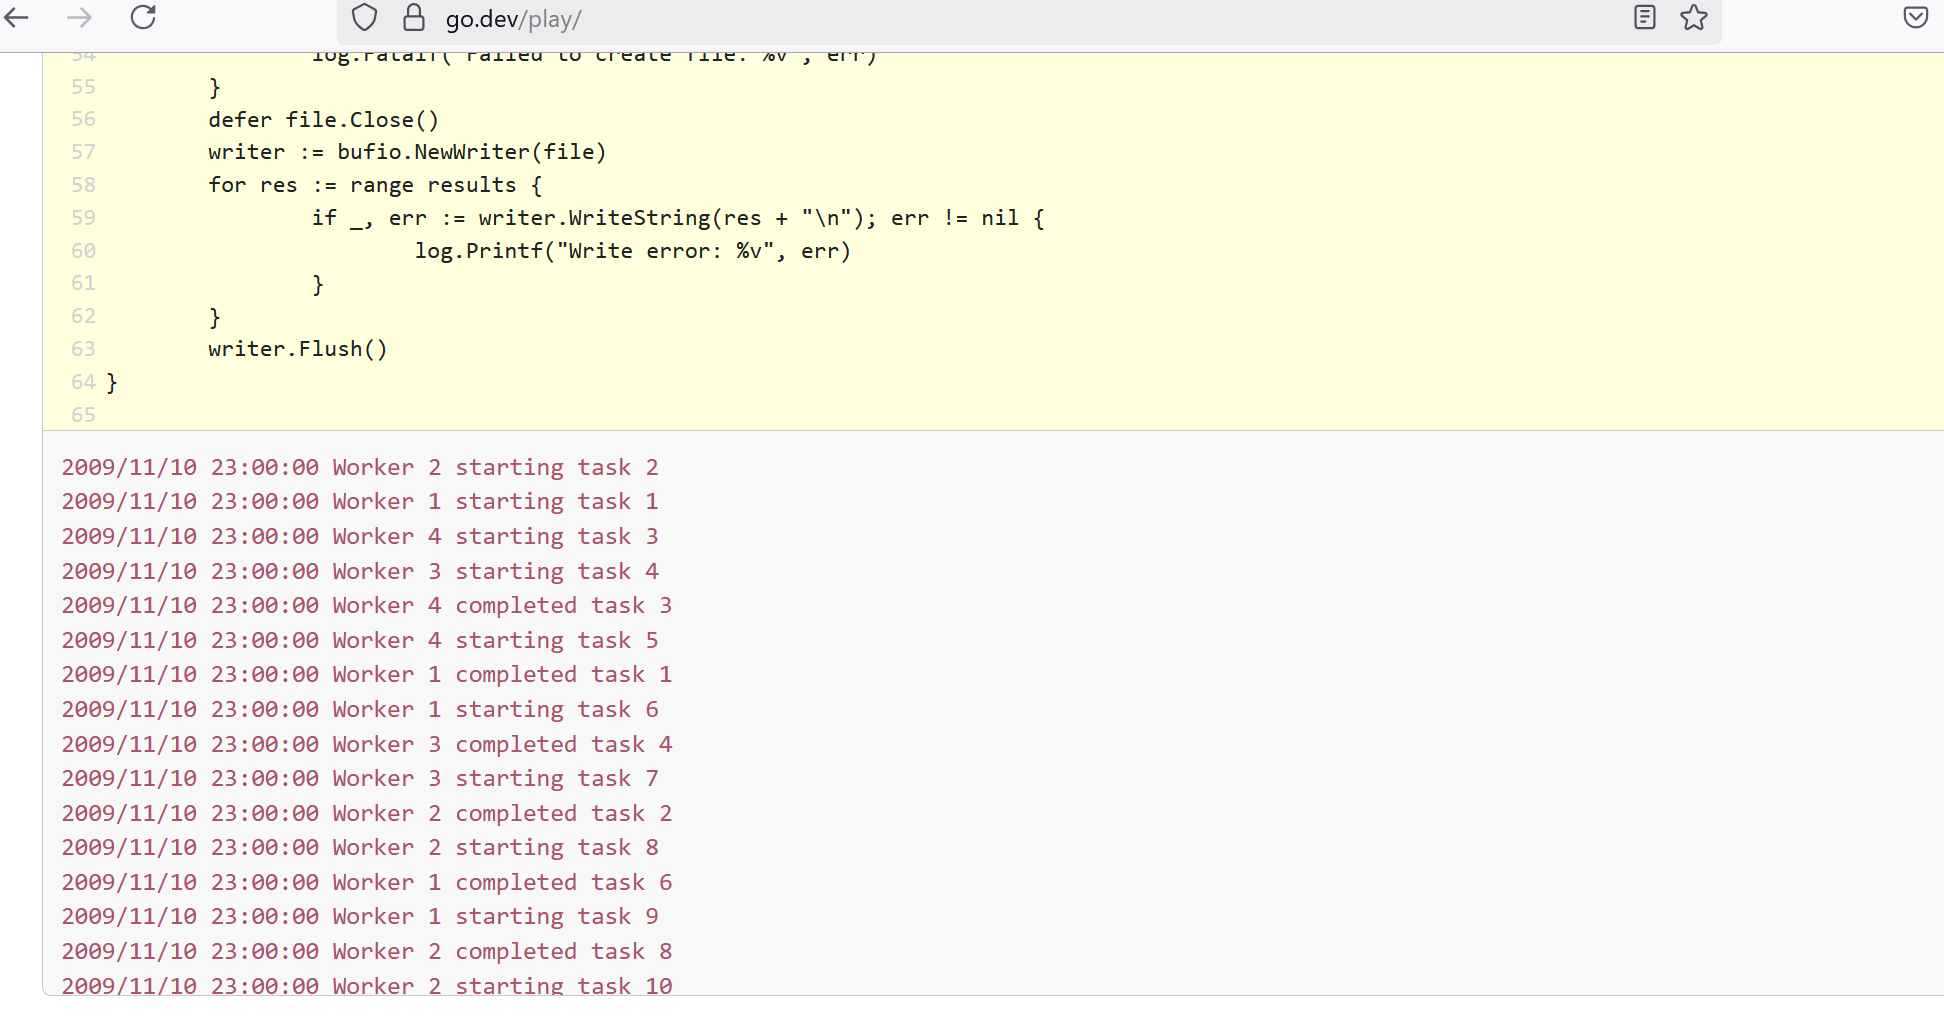 go.dev/play/
54 log.Fatalf("Failed to create file: %v", err)
55 }
56 defer file.Close()
57 writer := bufio.NewWriter(file)
58 for res := range results {
59 if _, err := writer.WriteString(res + "\n"); err != nil {
60 log.Printf("Write error: %v", err)
61 }
62 }
63 writer.Flush()
64 }
65
2009/11/10 23:00:00 Worker 2 starting task 2
2009/11/10 23:00:00 Worker 1 starting task 1
2009/11/10 23:00:00 Worker 4 starting task 3
2009/11/10 23:00:00 Worker 3 starting task 4
2009/11/10 23:00:00 Worker 4 completed task 3
2009/11/10 23:00:00 Worker 4 starting task 5
2009/11/10 23:00:00 Worker 1 completed task 1
2009/11/10 23:00:00 Worker 1 starting task 6
2009/11/10 23:00:00 Worker 3 completed task 4
2009/11/10 23:00:00 Worker 3 starting task 7
2009/11/10 23:00:00 Worker 2 completed task 2
2009/11/10 23:00:00 Worker 2 starting task 8
2009/11/10 23:00:00 Worker 1 completed task 6
2009/11/10 23:00:00 Worker 1 starting task 9
2009/11/10 23:00:00 Worker 2 completed task 8
2009/11/10 23:00:00 Worker 2 starting task 10